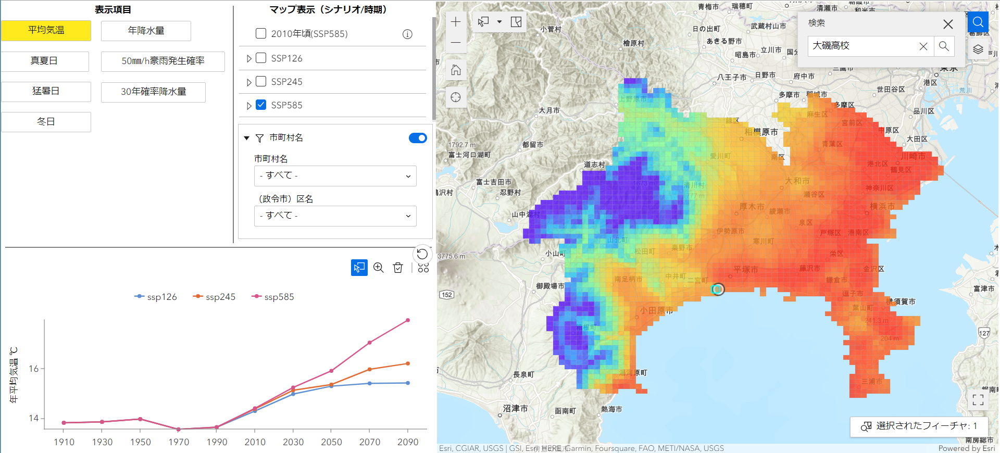 表示項目
平均気温
年降水量
真夏日
50㎜/h豪雨発生確率
猛暑日
30年確率降水量
冬日
マップ表示（シナリオ/時期）
2010年頃(SSP585)
SSP126
SSP245
SSP585
市町村名
市町村名
- すべて -
（政令市）区名
- すべて -
ssp126
ssp245
ssp585
年平均気温 ℃
16
14
1910
1930
1950
1970
1990
2010
2030
2050
2070
2090
検索
大磯高校
青梅市
瑞穂町
清瀬市
和光市
小菅村
日の出町
武蔵村山市
檜原村
あきる野市
昭島市
立川市
三鷹市
東京
葛飾区
八王子市
日野市
府中市
世田谷区
港区
荒川
上野原市
多摩市
稲城市
多摩区
麻生区
品川区
大月市
緑区
相模原市
宮前区
中原区
大田区
1792.7 m
都留市
富士河口湖町
愛川町
南区
青葉区
川崎市
港北区
鶴見区
道志村
大和市
富士吉田市
忍野村
1673 m
清川村
777 m
瀬谷区
神奈川区
鳴沢村
山中湖村
厚木市
綾瀬市
横浜市
泉区
伊勢原市
戸塚区
港南区
山北町
寒川町
小山町
松田町
秦野市
栄区
3775.6 m
平塚市
藤沢市
金沢区
南足柄市
中井町
二宮町
鎌倉市
御殿場市
富津市
152
逗子市
横須賀市
小田原市
葉山町
241.3 m
箱根町
127
204 m
長泉町
湯河原町
三浦市
鋸南町
沼津市
函南町
熱海市
選択されたフィーチャ: 1
南房総市
Esri, CGIAR, USGS | GSI, Esri, HERE, Garmin, Foursquare, FAO, METI/NASA, USGS
Powered by Esri